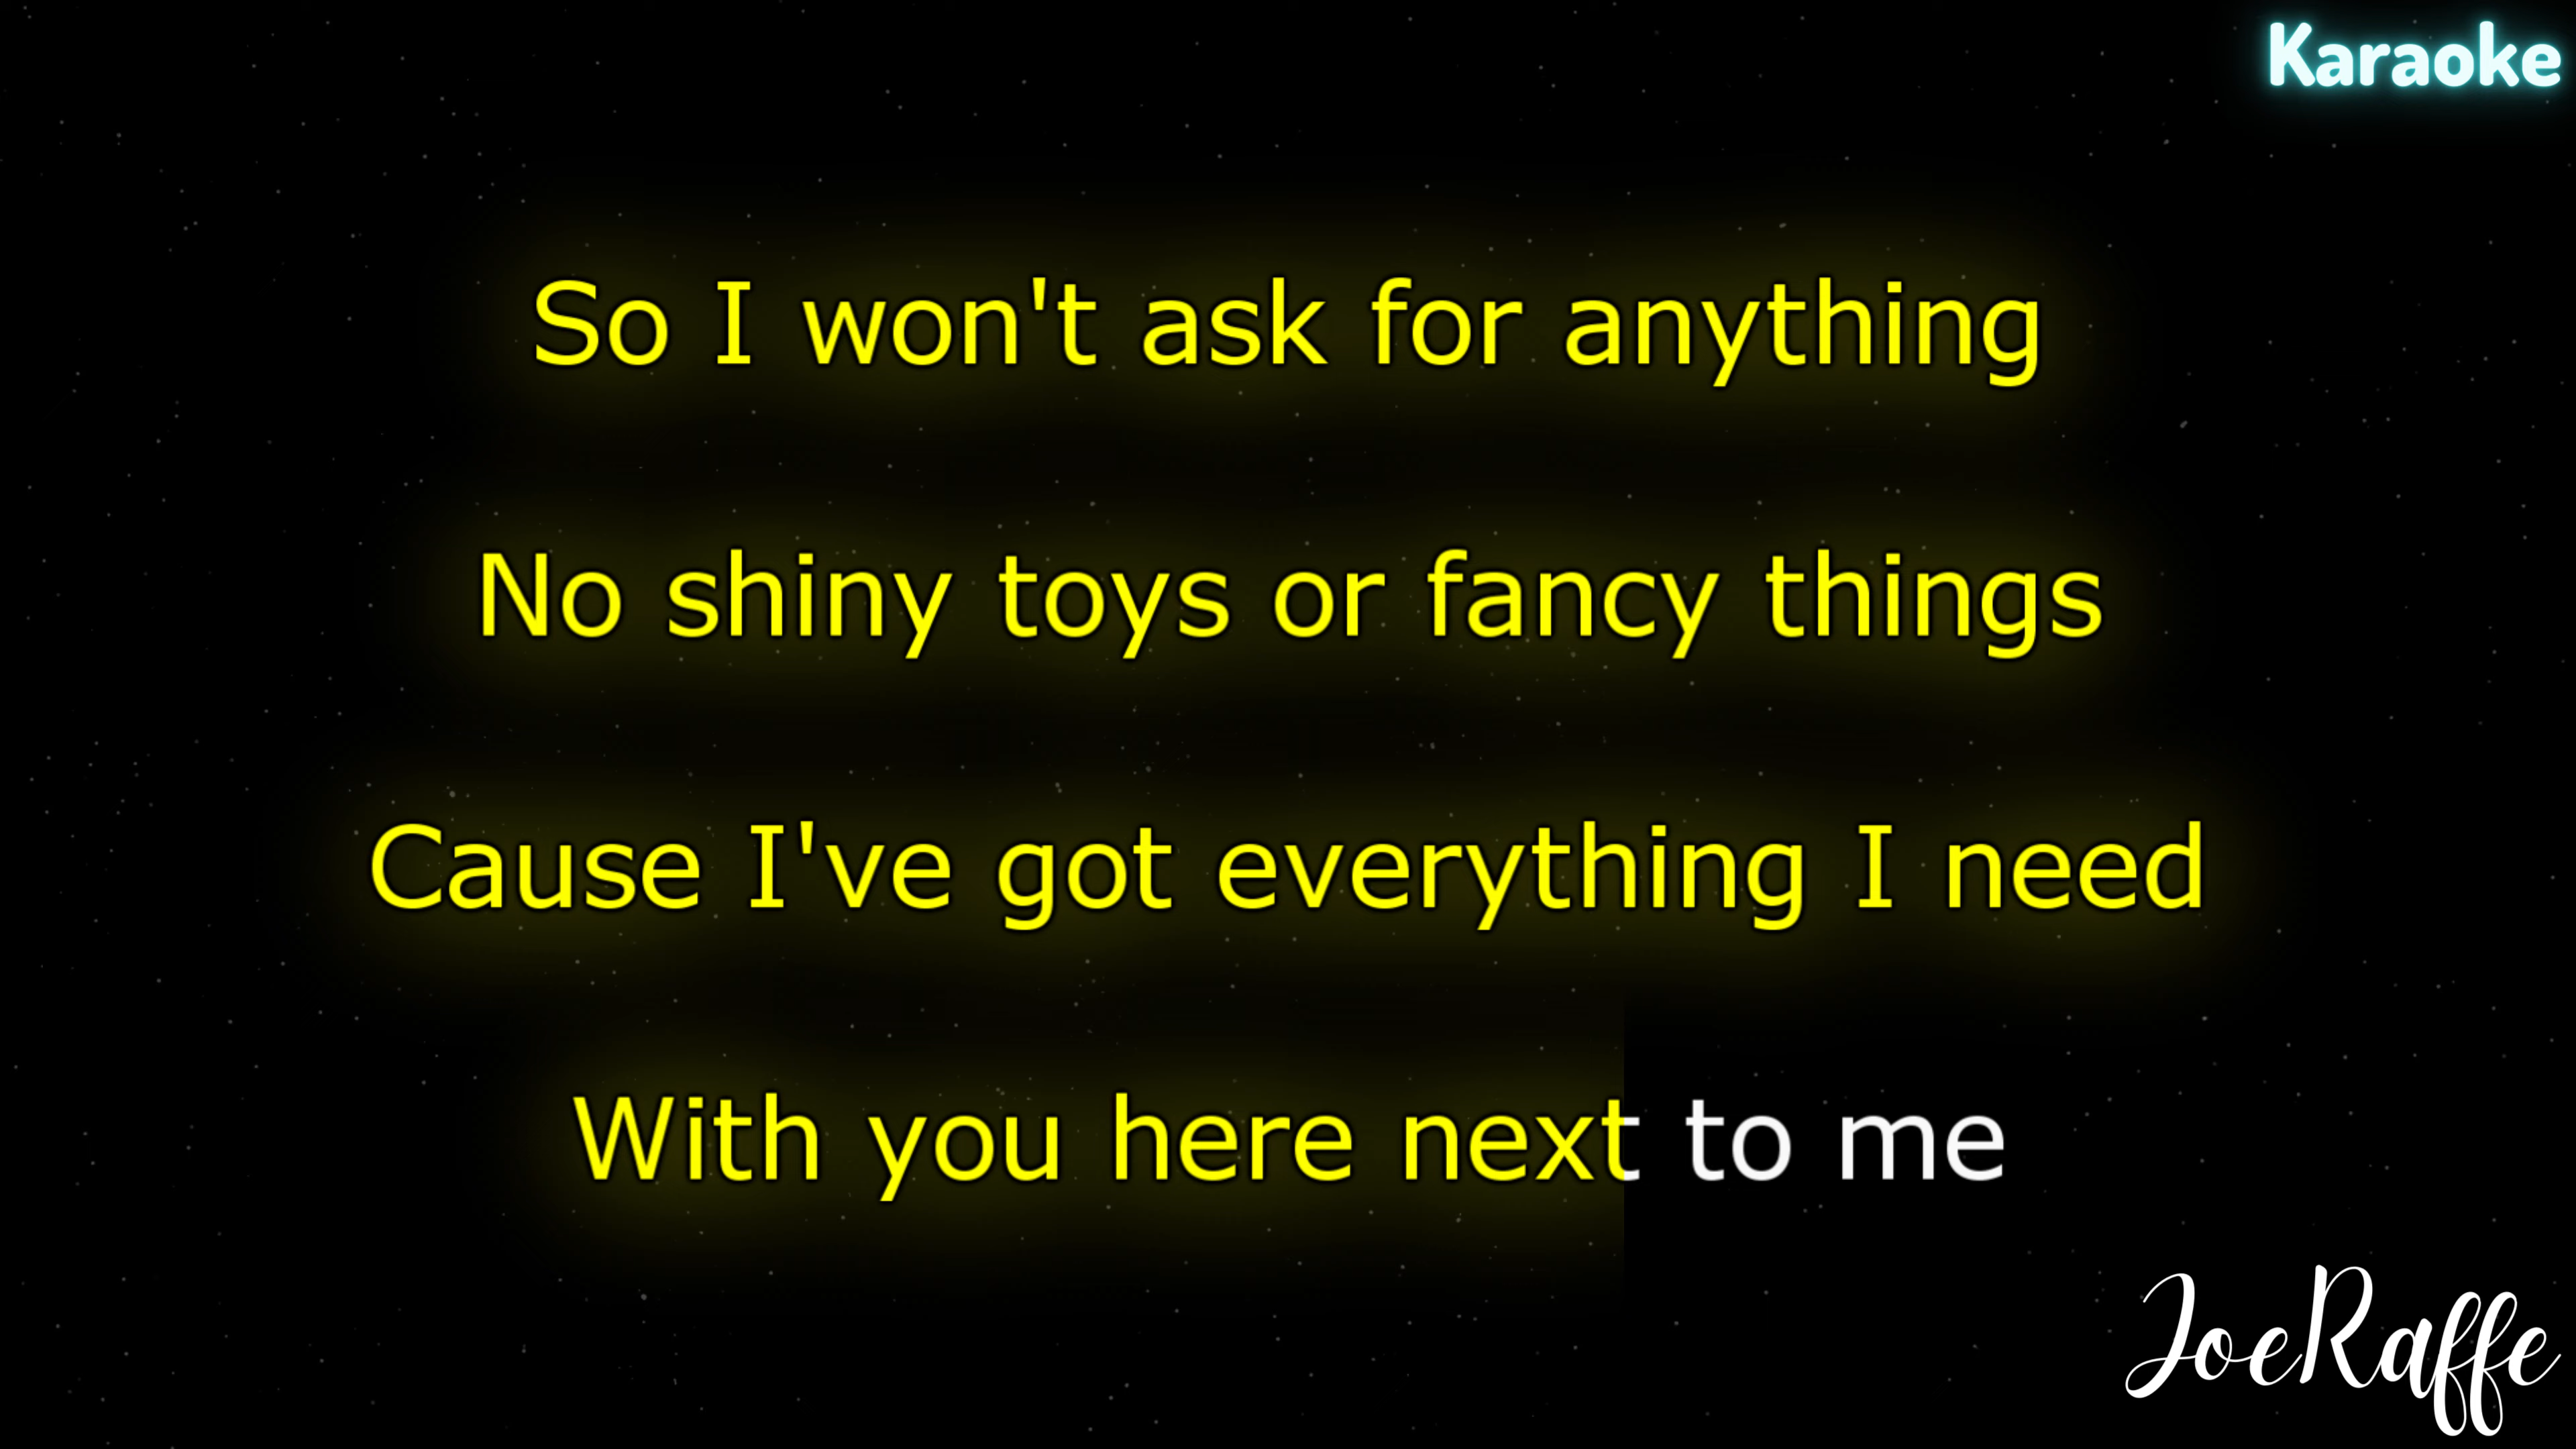 Karaoke
So I won't ask for anything
No shiny toys or fancy things
Cause I've got everything I need
With you here next to me
JoeRaffe